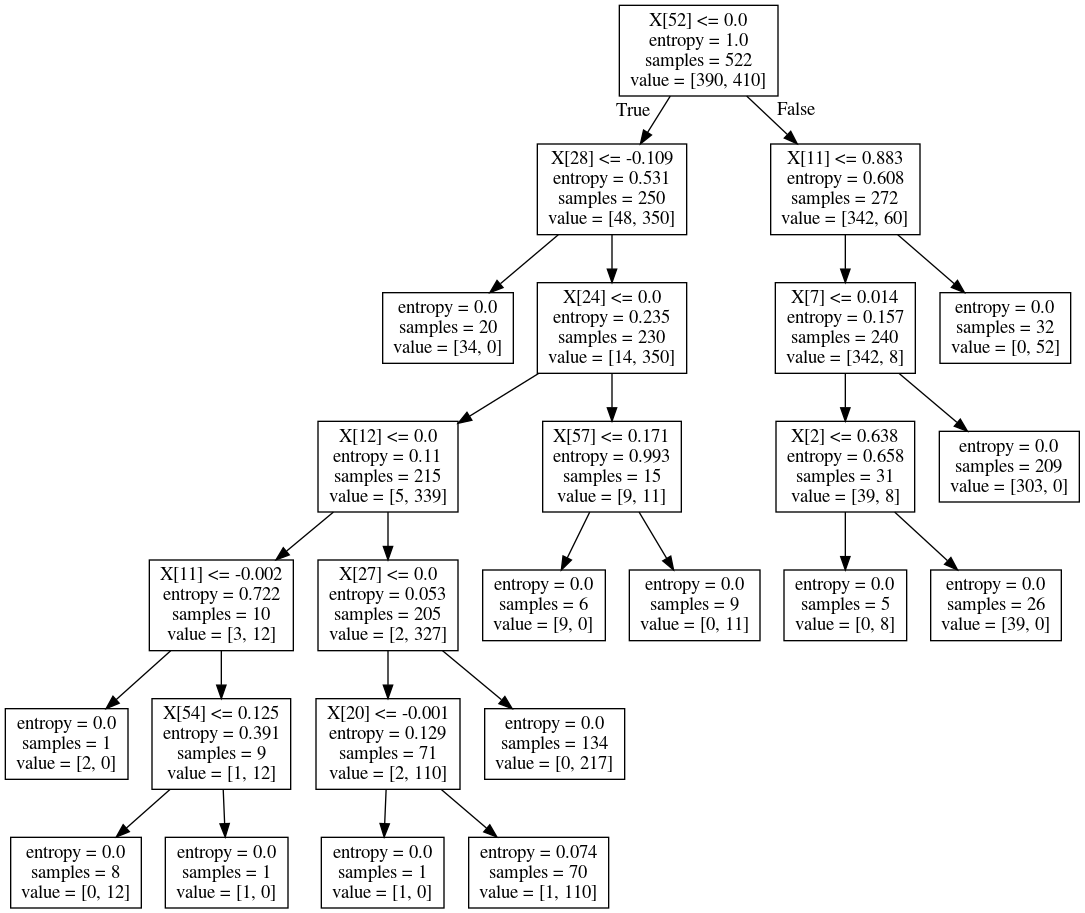 X[52] <= 0.0
entropy = 1.0
samples = 522
value = [390, 410]
True
False
X[28] <= -0.109
entropy = 0.531
samples = 250
value = [48, 350]
X[11] <= 0.883
entropy = 0.608
samples = 272
value = [342, 60]
entropy = 0.0
samples = 20
value = [34, 0]
X[24] <= 0.0
entropy = 0.235
samples = 230
value = [14, 350]
X[7] <= 0.014
entropy = 0.157
samples = 240
value = [342, 8]
entropy = 0.0
samples = 32
value = [0, 52]
X[12] <= 0.0
entropy = 0.11
samples = 215
value = [5, 339]
X[57] <= 0.171
entropy = 0.993
samples = 15
value = [9, 11]
X[2] <= 0.638
entropy = 0.658
samples = 31
value = [39, 8]
entropy = 0.0
samples = 209
value = [303, 0]
X[11] <= -0.002
entropy = 0.722
samples = 10
value = [3, 12]
X[27] <= 0.0
entropy = 0.053
samples = 205
value = [2, 327]
entropy = 0.0
samples = 6
value = [9, 0]
entropy = 0.0
samples = 9
value = [0, 11]
entropy = 0.0
samples = 5
value = [0, 8]
entropy = 0.0
samples = 26
value = [39, 0]
entropy = 0.0
samples = 1
value = [2, 0]
X[54] <= 0.125
entropy = 0.391
samples = 9
value = [1, 12]
X[20] <= -0.001
entropy = 0.129
samples = 71
value = [2, 110]
entropy = 0.0
samples = 134
value = [0, 217]
entropy = 0.0
samples = 8
value = [0, 12]
entropy = 0.0
samples = 1
value = [1, 0]
entropy = 0.0
samples = 1
value = [1, 0]
entropy = 0.074
samples = 70
value = [1, 110]